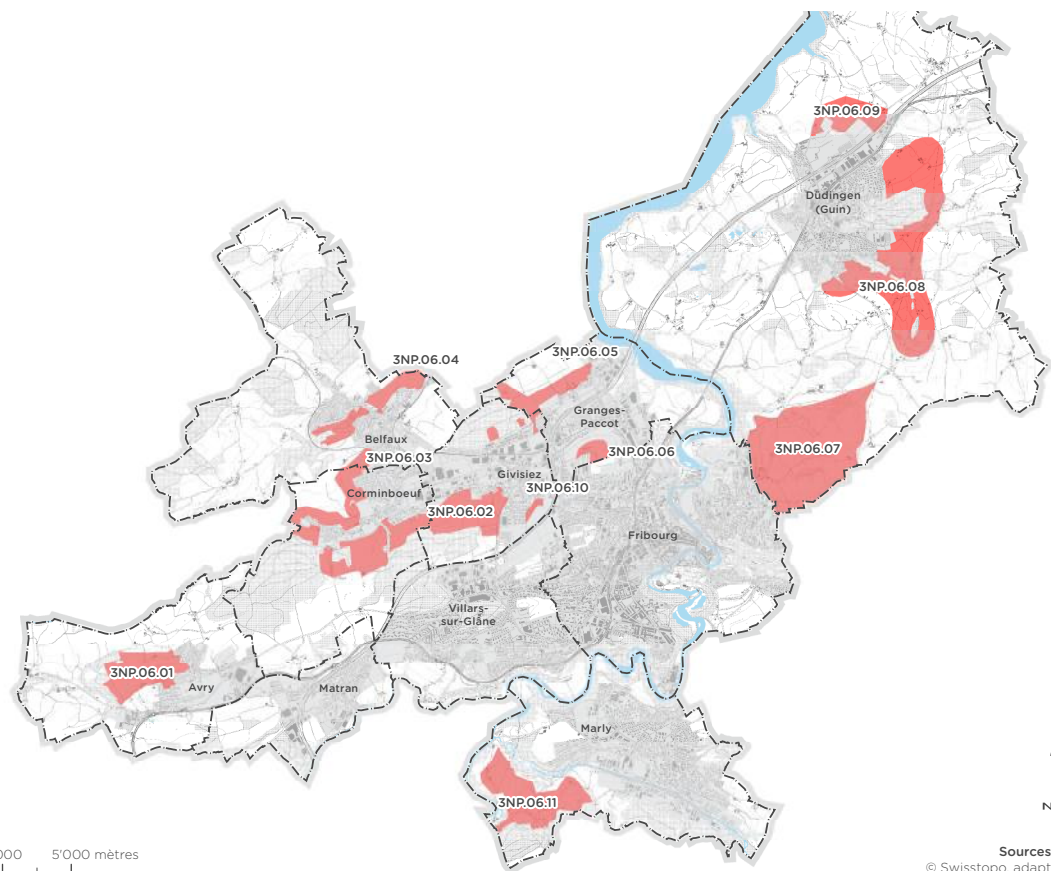 3NP.06.09
Düdingen
(Guin)
3NP.06.08
3NP.06.04
3NP.06.05
Granges-
Paccot
Belfaux
3NP.06.03
3NP.06.06
3NP.06.07
Givisiez
3NP.06.10
Corminboeuf
3NP.06.02
Fribourg
Villars-
sur-Glâne
3NP.06.01
Avry
Matran
Marly
3NP.06.11
000 5'000 mètres
N
Sources
© Swisstopo, adapt